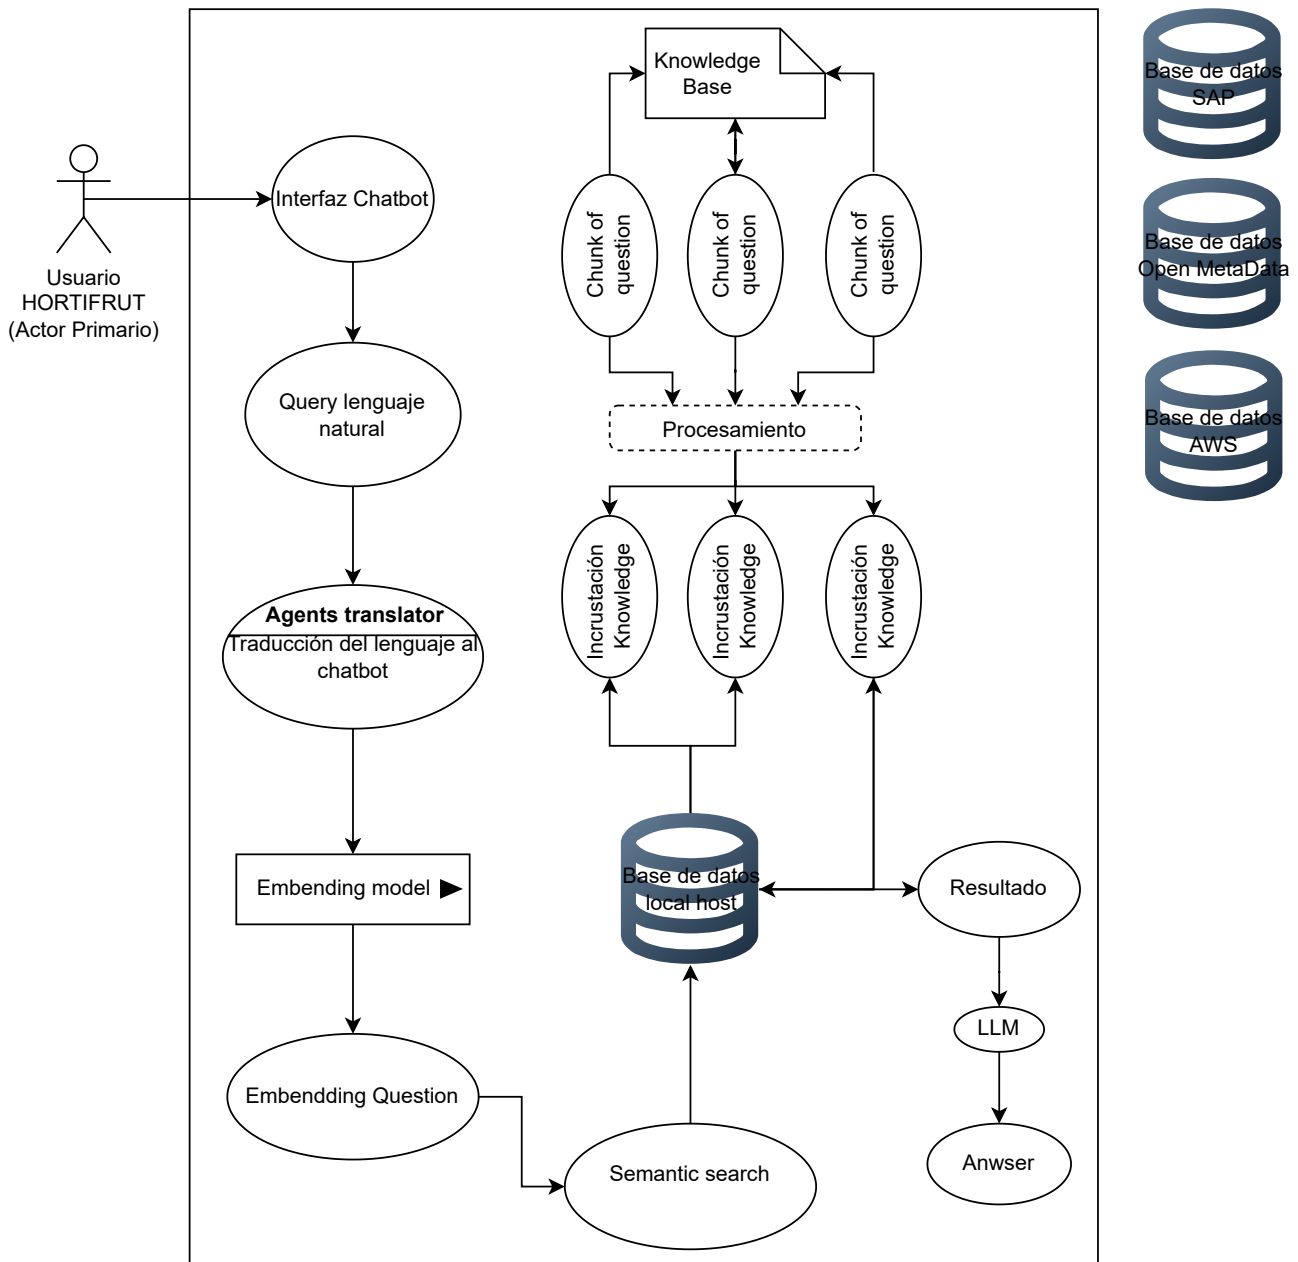 Knowledge
Base
Base de datos
SAP
Interfaz Chatbot
Chunk of
question
Chunk of
question
Chunk of
question
Base de datos
Open MetaData
Usuario
HORTIFRUT
(Actor Primario)
Query lenguaje
natural
Procesamiento
Base de datos
AWS
Incrustación
Knowledge
Incrustación
Knowledge
Incrustación
Knowledge
Agents translator
Traducción del lenguaje al
chatbot
Embending model
Base de datos
local host
Resultado
LLM
Embendding Question
Semantic search
Anwser